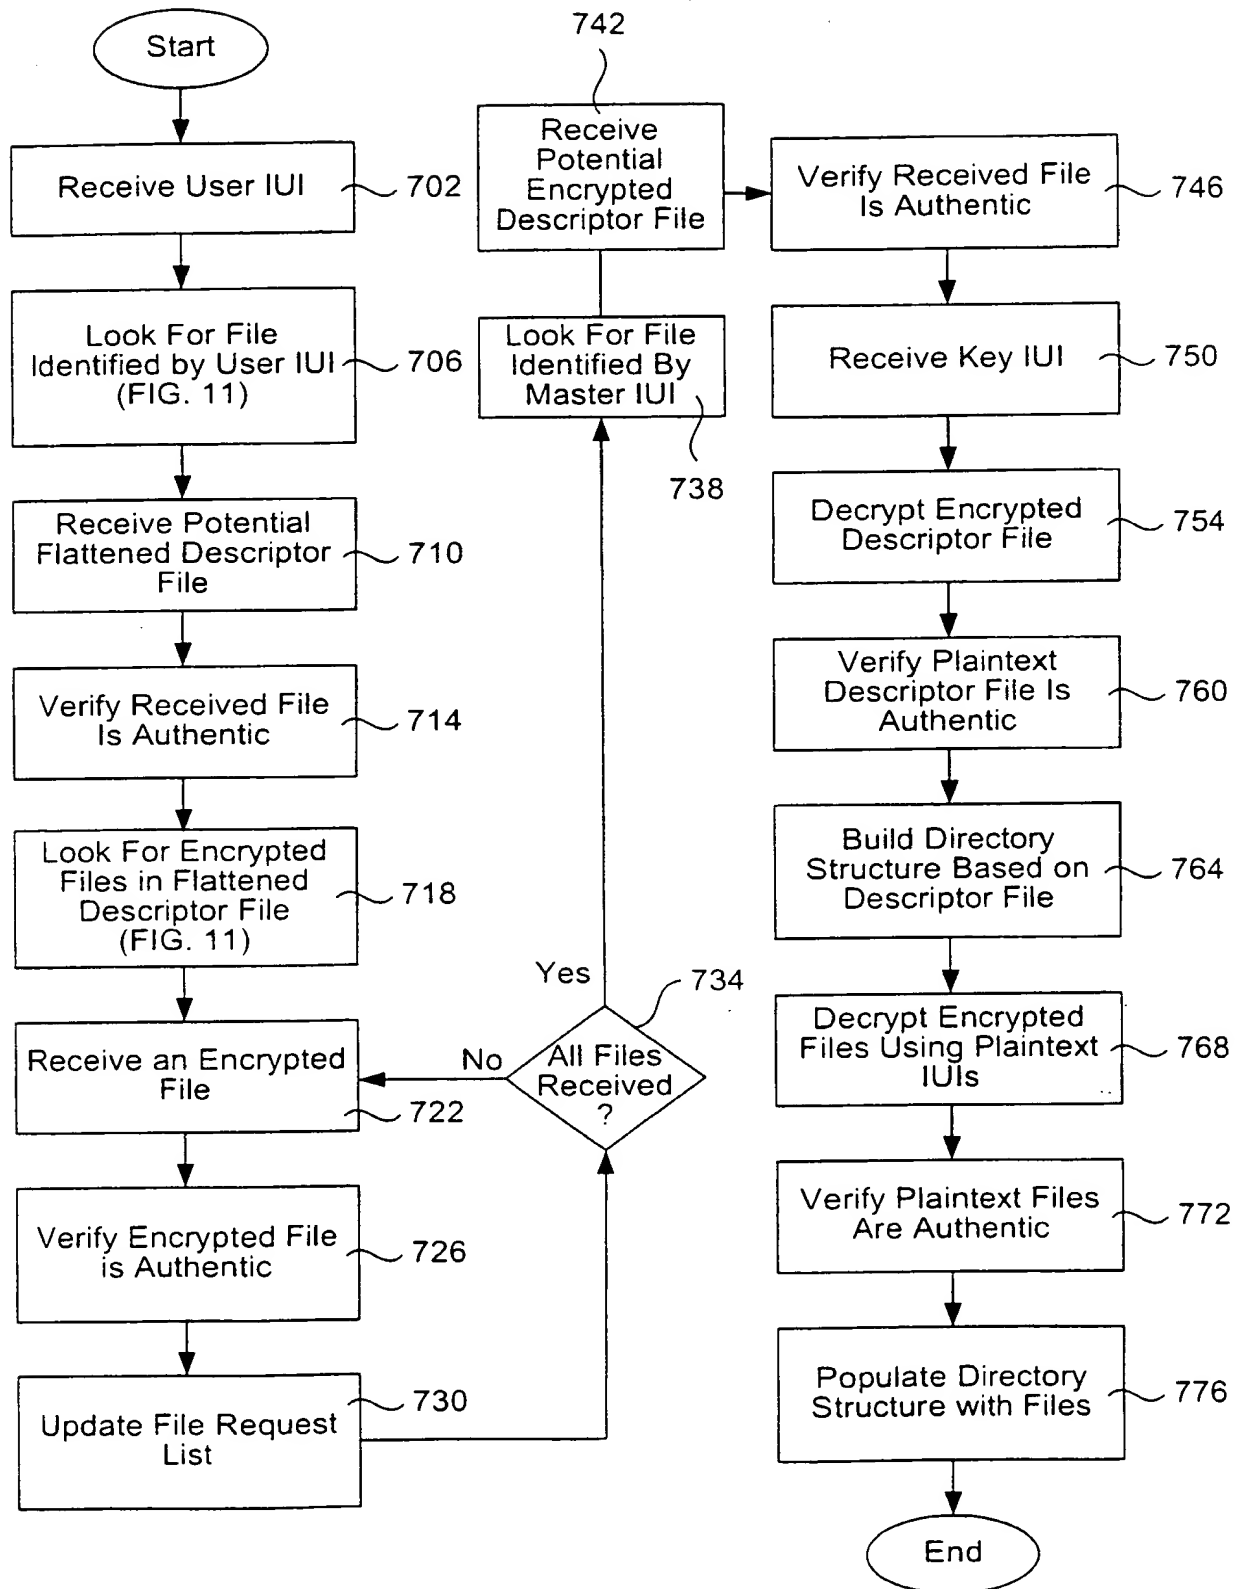 Start
Receive User IUI
702
Look For File
Identified by User IUI
(FIG. 11)
706
Receive Potential
Flattened Descriptor
File
710
Verify Received File
Is Authentic
714
Look For Encrypted
Files in Flattened
Descriptor File
(FIG. 11)
718
Receive an Encrypted
File
722
Verify Encrypted File
is Authentic
726
Update File Request
List
730
All Files
Received
?
734
No
Yes
Look For File
Identified By
Master IUI
738
742
Receive
Potential
Encrypted
Descriptor File
Verify Received File
Is Authentic
746
Receive Key IUI
750
Decrypt Encrypted
Descriptor File
754
Verify Plaintext
Descriptor File Is
Authentic
760
Build Directory
Structure Based on
Descriptor File
764
Decrypt Encrypted
Files Using Plaintext
IUIs
768
Verify Plaintext Files
Are Authentic
772
Populate Directory
Structure with Files
776
End